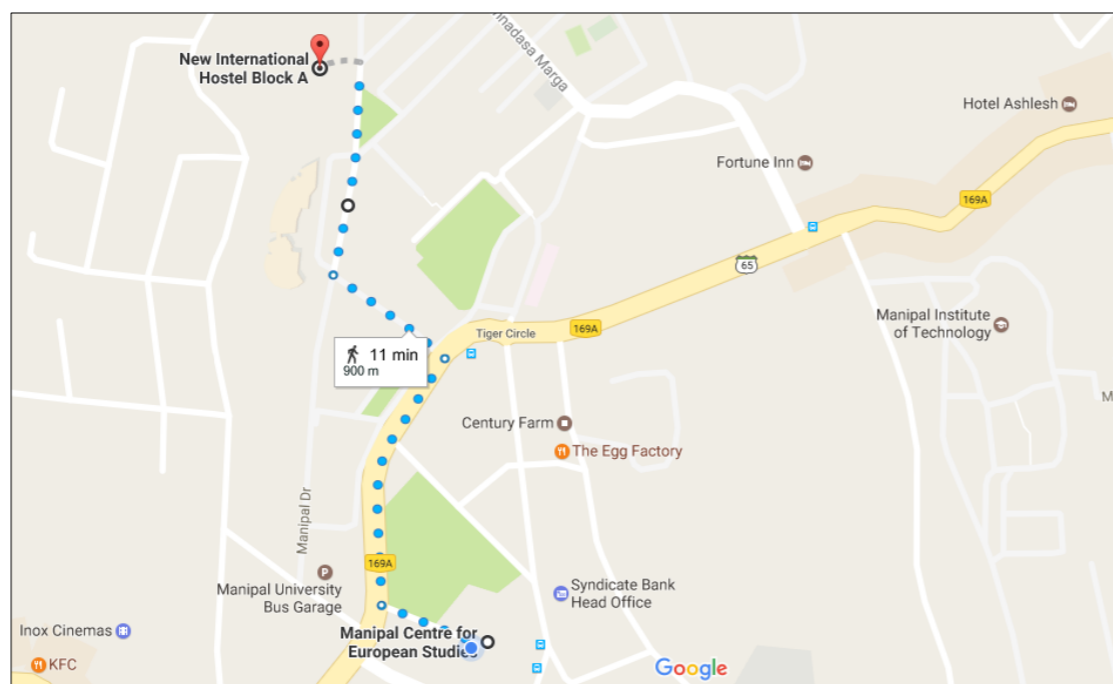 nnadasa Marga
New International
Hostel Block A
Hotel Ashlesh
Fortune Inn
169A
65
Manipal Institute
of Technology
Tiger Circle
169A
11 min
900 m
M
Century Farm
The Egg Factory
Manipal Dr
169A
Manipal University
Bus Garage
P
Syndicate Bank
Head Office
Inox Cinemas
Manipal Centre for
European Studies
KFC
Google